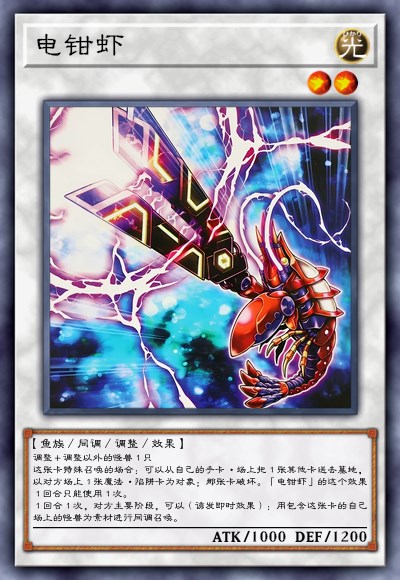 电钳虾
光
【鱼族／同调／调整／效果】
调整＋调整以外的怪兽1只
这张卡特殊召唤的场合：可以从自己的手卡・场上把1张其他卡送去墓地，
以对方场上1张魔法・陷阱卡为对象；那张卡破坏。「电钳虾」的这个效果
1回合只能使用1次。
1回合1次，对方主要阶段，可以（诱发即时效果）：用包含这张卡的自己
场上的怪兽为素材进行同调召唤。
ATK/1000 DEF/1200